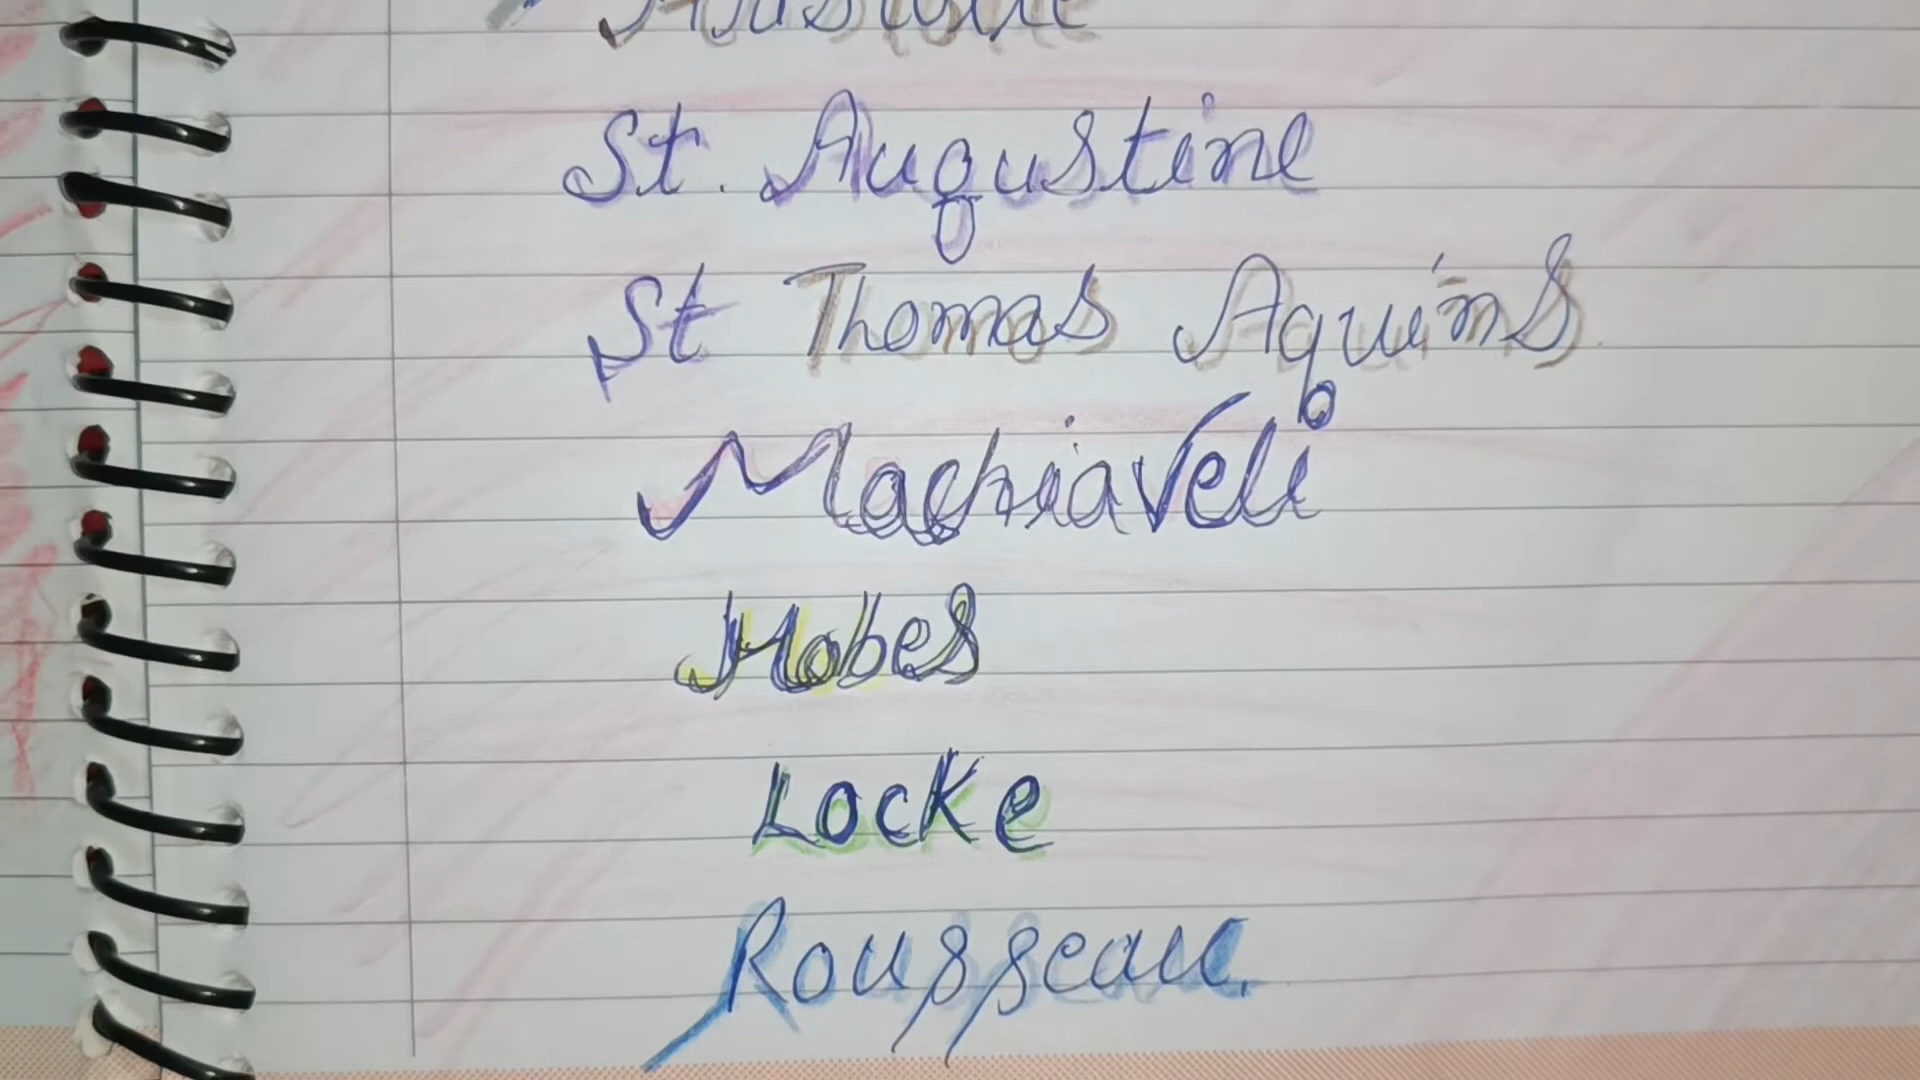 St. Augustine
St Thomas Aquins
Machiaveli
Hobes
Locke
Rousseau.